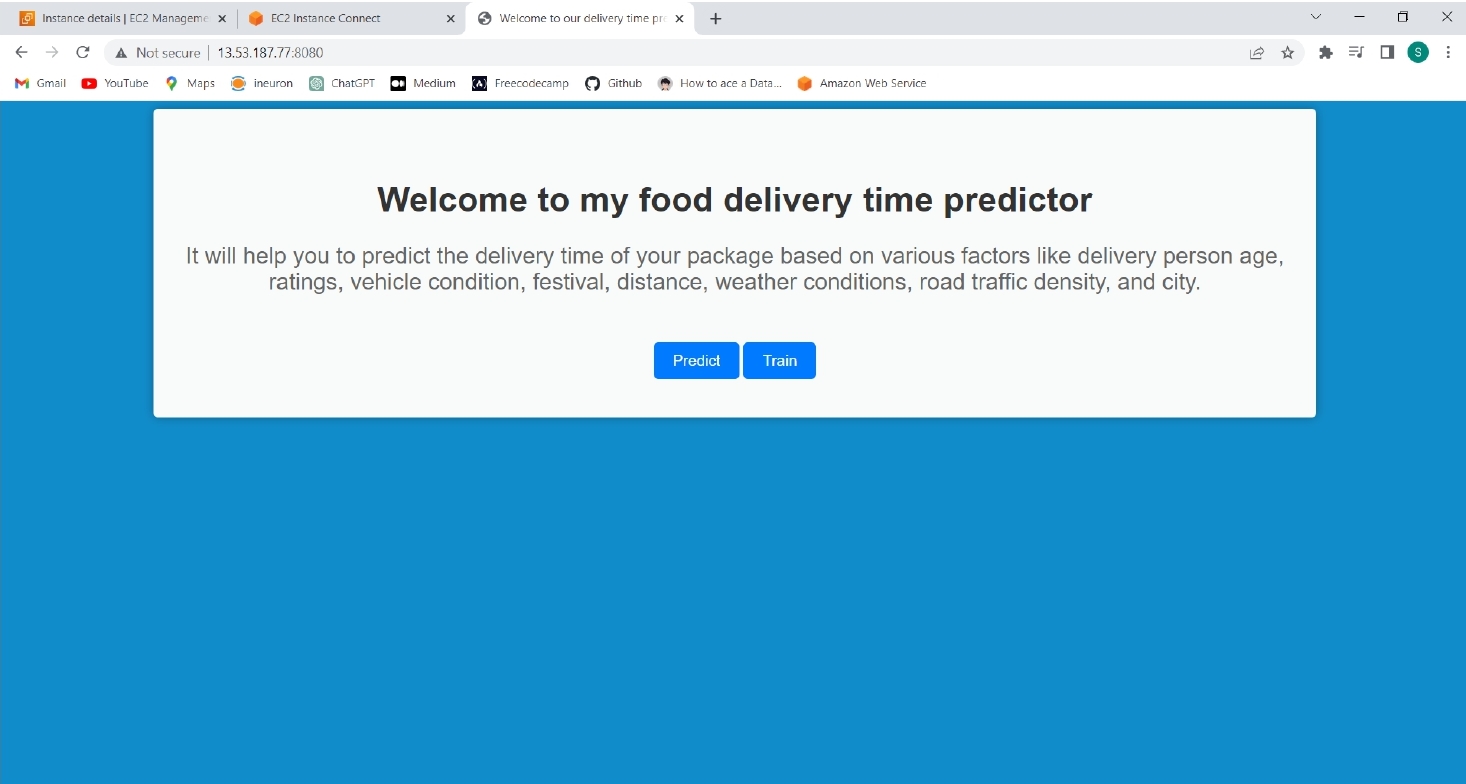 Instance details | EC2 Manageme
EC2 Instance Connect
Welcome to our delivery time pre
Not secure
13.53.187.77:8080
S
Gmail
YouTube
Maps
ineuron
ChatGPT
Medium
Freecodecamp
Github
How to ace a Data...
Amazon Web Service
Welcome to my food delivery time predictor
It will help you to predict the delivery time of your package based on various factors like delivery person age,
ratings, vehicle condition, festival, distance, weather conditions, road traffic density, and city.
Predict
Train